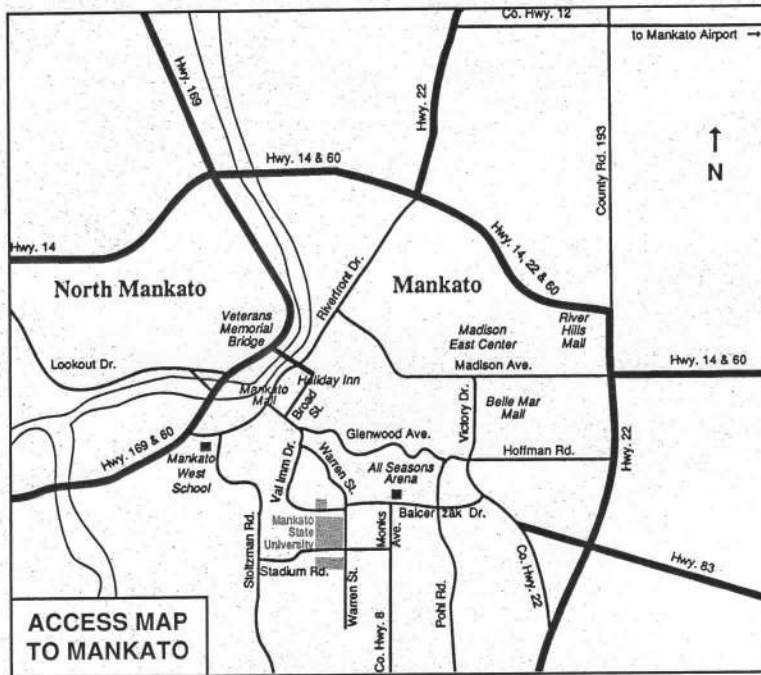 Co. Hwy. 12
to Mankato Airport →
Hwy. 169
Hwy. 22
County Rd. 193
↑
N
Hwy. 14 & 60
Hwy. 14
Hwy. 14, 22 & 60
North Mankato
Mankato
Riverfront Dr.
Veterans
Memorial
Bridge
Madison
East Center
River
Hills
Mall
Lookout Dr.
Madison Ave.
Hwy. 14 & 60
Holiday Inn
Mankato
Mall
Broad
St.
Victory Dr.
Belle Mar
Mall
Hwy. 169 & 60
Glenwood Ave.
Hoffman Rd.
Hwy. 22
Mankato
West
School
Val Imm Dr.
Warren St.
All Seasons
Arena
Balcerzak Dr.
Mankato
State
University
Monks
Ave.
Stoltzman Rd.
Stadium Rd.
Warren St.
Co. Hwy. 8
Pohl Rd.
Co. Hwy. 22
Hwy. 83
ACCESS MAP
TO MANKATO